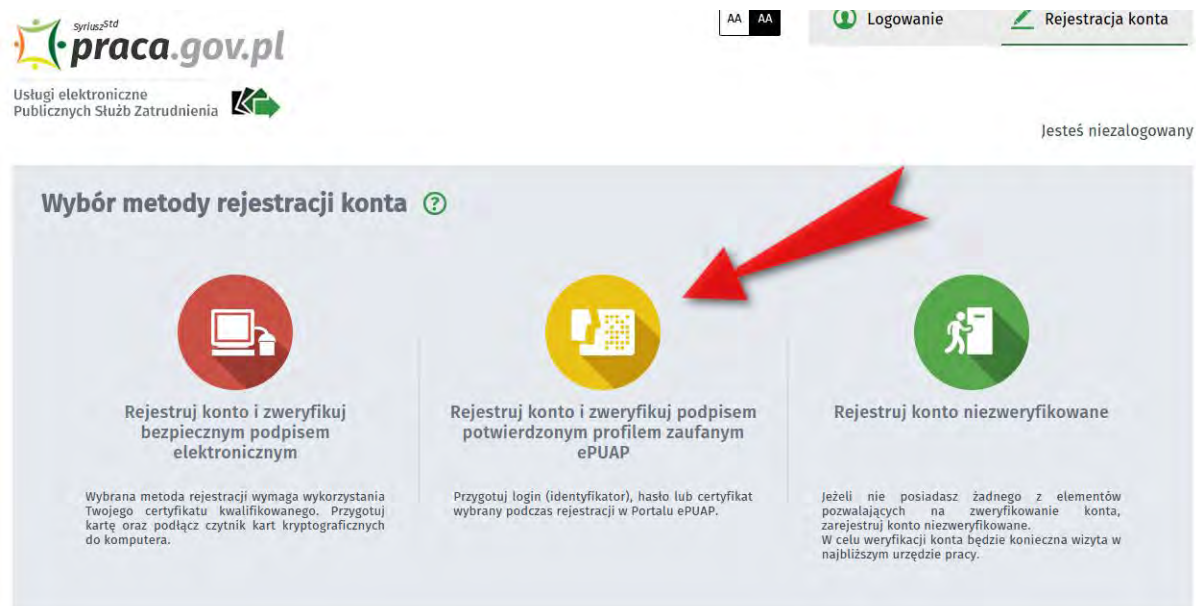 SyriuszStd
praca.gov.pl
AA AA
Logowanie
Rejestracja konta
Usługi elektroniczne
Publicznych Służb Zatrudnienia
Jesteś niezalogowany
Wybór metody rejestracji konta ?
Rejestruj konto i zweryfikuj
bezpiecznym podpisem
elektronicznym
Wybrana metoda rejestracji wymaga wykorzystania
Twojego certyfikatu kwalifikowanego. Przygotuj
kartę oraz podłącz czytnik kart kryptograficznych
do komputera.
Rejestruj konto i zweryfikuj podpisem
potwierdzonym profilem zaufanym
ePUAP
Przygotuj login (identyfikator), hasło lub certyfikat
wybrany podczas rejestracji w Portalu ePUAP.
Rejestruj konto niezweryfikowane
Jeżeli nie posiadasz żadnego z elementów
pozwalających na zweryfikowanie konta,
zarejestruj konto niezweryfikowane.
W celu weryfikacji konta będzie konieczna wizyta w
najbliższym urzędzie pracy.